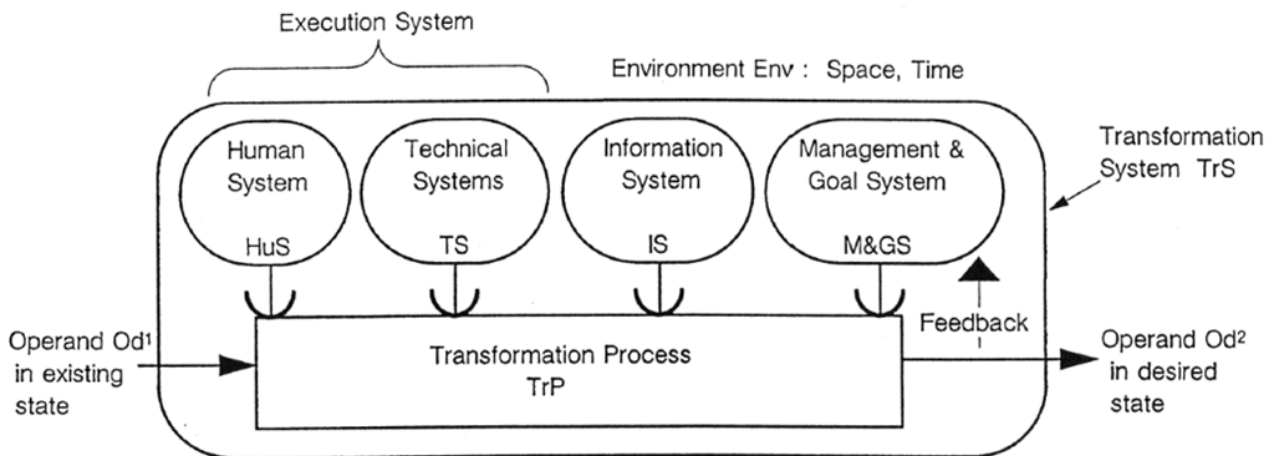 Execution System
Environment Env : Space, Time
Human
System
HuS
Technical
Systems
TS
Information
System
IS
Management &
Goal System
M&GS
Transformation
System TrS
Feedback
Operand Od¹
in existing
state
Transformation Process
TrP
Operand Od²
in desired
state